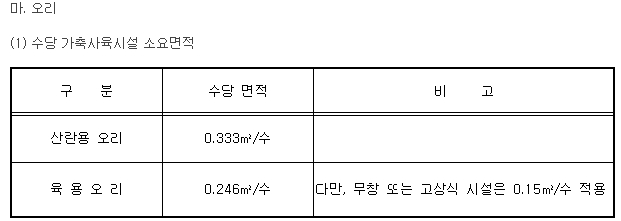 마. 오리
(1) 수당 가축사육시설 소요면적
구 분 수당 면적 비 고
산란용 오리 0.333㎡/수
육 용 오 리 0.246㎡/수 다만, 무창 또는 고상식 시설은 0.15㎡/수 적용